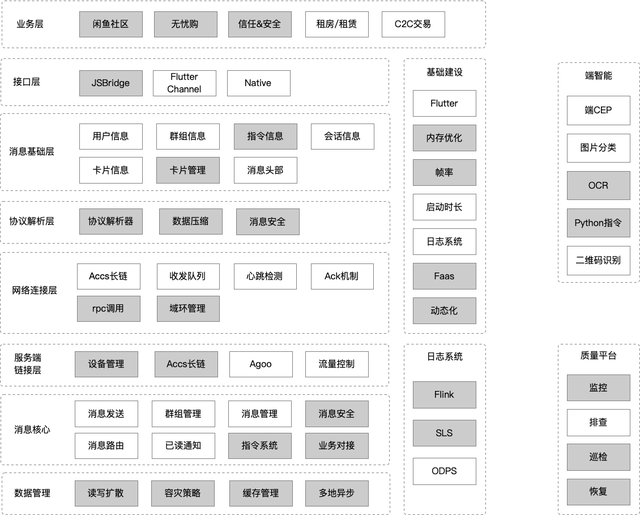 业务层
闲鱼社区
无忧购
信任&安全
租房/租赁
C2C交易
接口层
JSBridge
Flutter
Channel
Native
消息基础层
用户信息
群组信息
指令信息
会话信息
卡片信息
卡片管理
消息头部
协议解析层
协议解析器
数据压缩
消息安全
网络连接层
Accs长链
收发队列
心跳检测
Ack机制
rpc调用
域环管理
服务端
链接层
设备管理
Accs长链
Agoo
流量控制
消息核心
消息发送
群组管理
消息管理
消息安全
消息路由
已读通知
指令系统
业务对接
数据管理
读写扩散
容灾策略
缓存管理
多地异步
基础建设
Flutter
内存优化
帧率
启动时长
日志系统
Faas
动态化
日志系统
Flink
SLS
ODPS
端智能
端CEP
图片分类
OCR
Python指令
二维码识别
质量平台
监控
排查
巡检
恢复